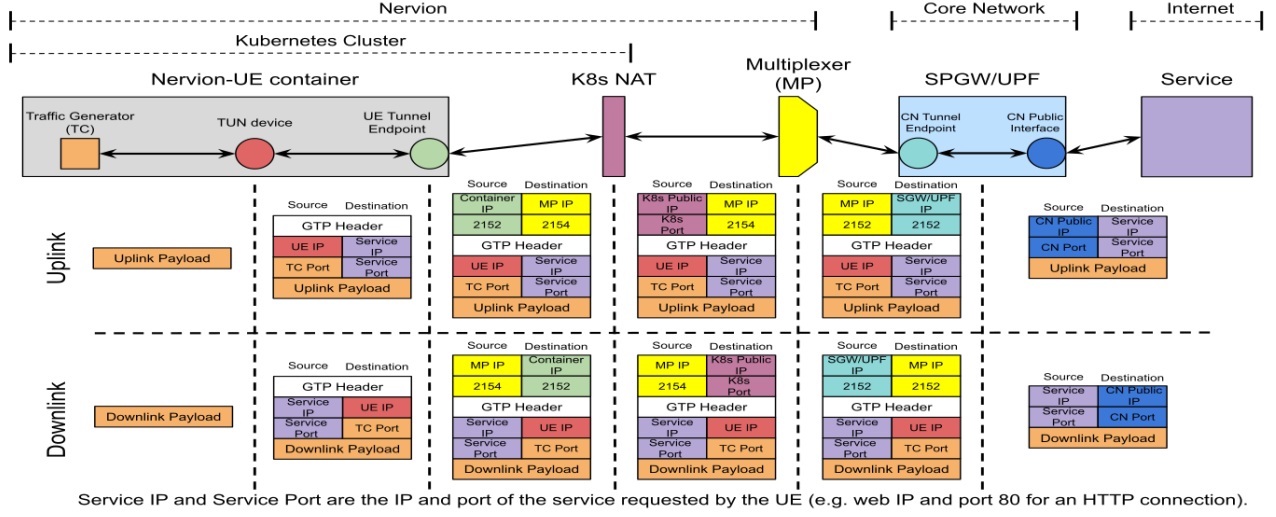 Nervion
Core Network
Internet
Kubernetes Cluster
Nervion-UE container
K8s NAT
Multiplexer
(MP)
SPGW/UPF
Service
Traffic Generator
(TC)
TUN device
UE Tunnel
Endpoint
CN Tunnel
Endpoint
CN Public
Interface
Uplink
Uplink Payload
Source Destination
GTP Header
UE IP Service IP
TC Port Service Port
Uplink Payload
Source Destination
Container IP MP IP
2152 2154
GTP Header
UE IP Service IP
TC Port Service Port
Uplink Payload
Source Destination
K8s Public IP MP IP
K8s Port 2154
GTP Header
UE IP Service IP
TC Port Service Port
Uplink Payload
Source Destination
MP IP SGW/UPF IP
2152 2152
GTP Header
UE IP Service IP
TC Port Service Port
Uplink Payload
Source Destination
CN Public IP Service IP
CN Port Service Port
Uplink Payload
Downlink
Downlink Payload
Source Destination
GTP Header
Service IP UE IP
Service Port TC Port
Downlink Payload
Source Destination
MP IP Container IP
2154 2152
GTP Header
Service IP UE IP
Service Port TC Port
Downlink Payload
Source Destination
MP IP K8s Public IP
2154 K8s Port
GTP Header
Service IP UE IP
Service Port TC Port
Downlink Payload
Source Destination
SGW/UPF IP MP IP
2152 2152
GTP Header
Service IP UE IP
Service Port TC Port
Downlink Payload
Source Destination
Service IP CN Public IP
Service Port CN Port
Downlink Payload
Service IP and Service Port are the IP and port of the service requested by the UE (e.g. web IP and port 80 for an HTTP connection).